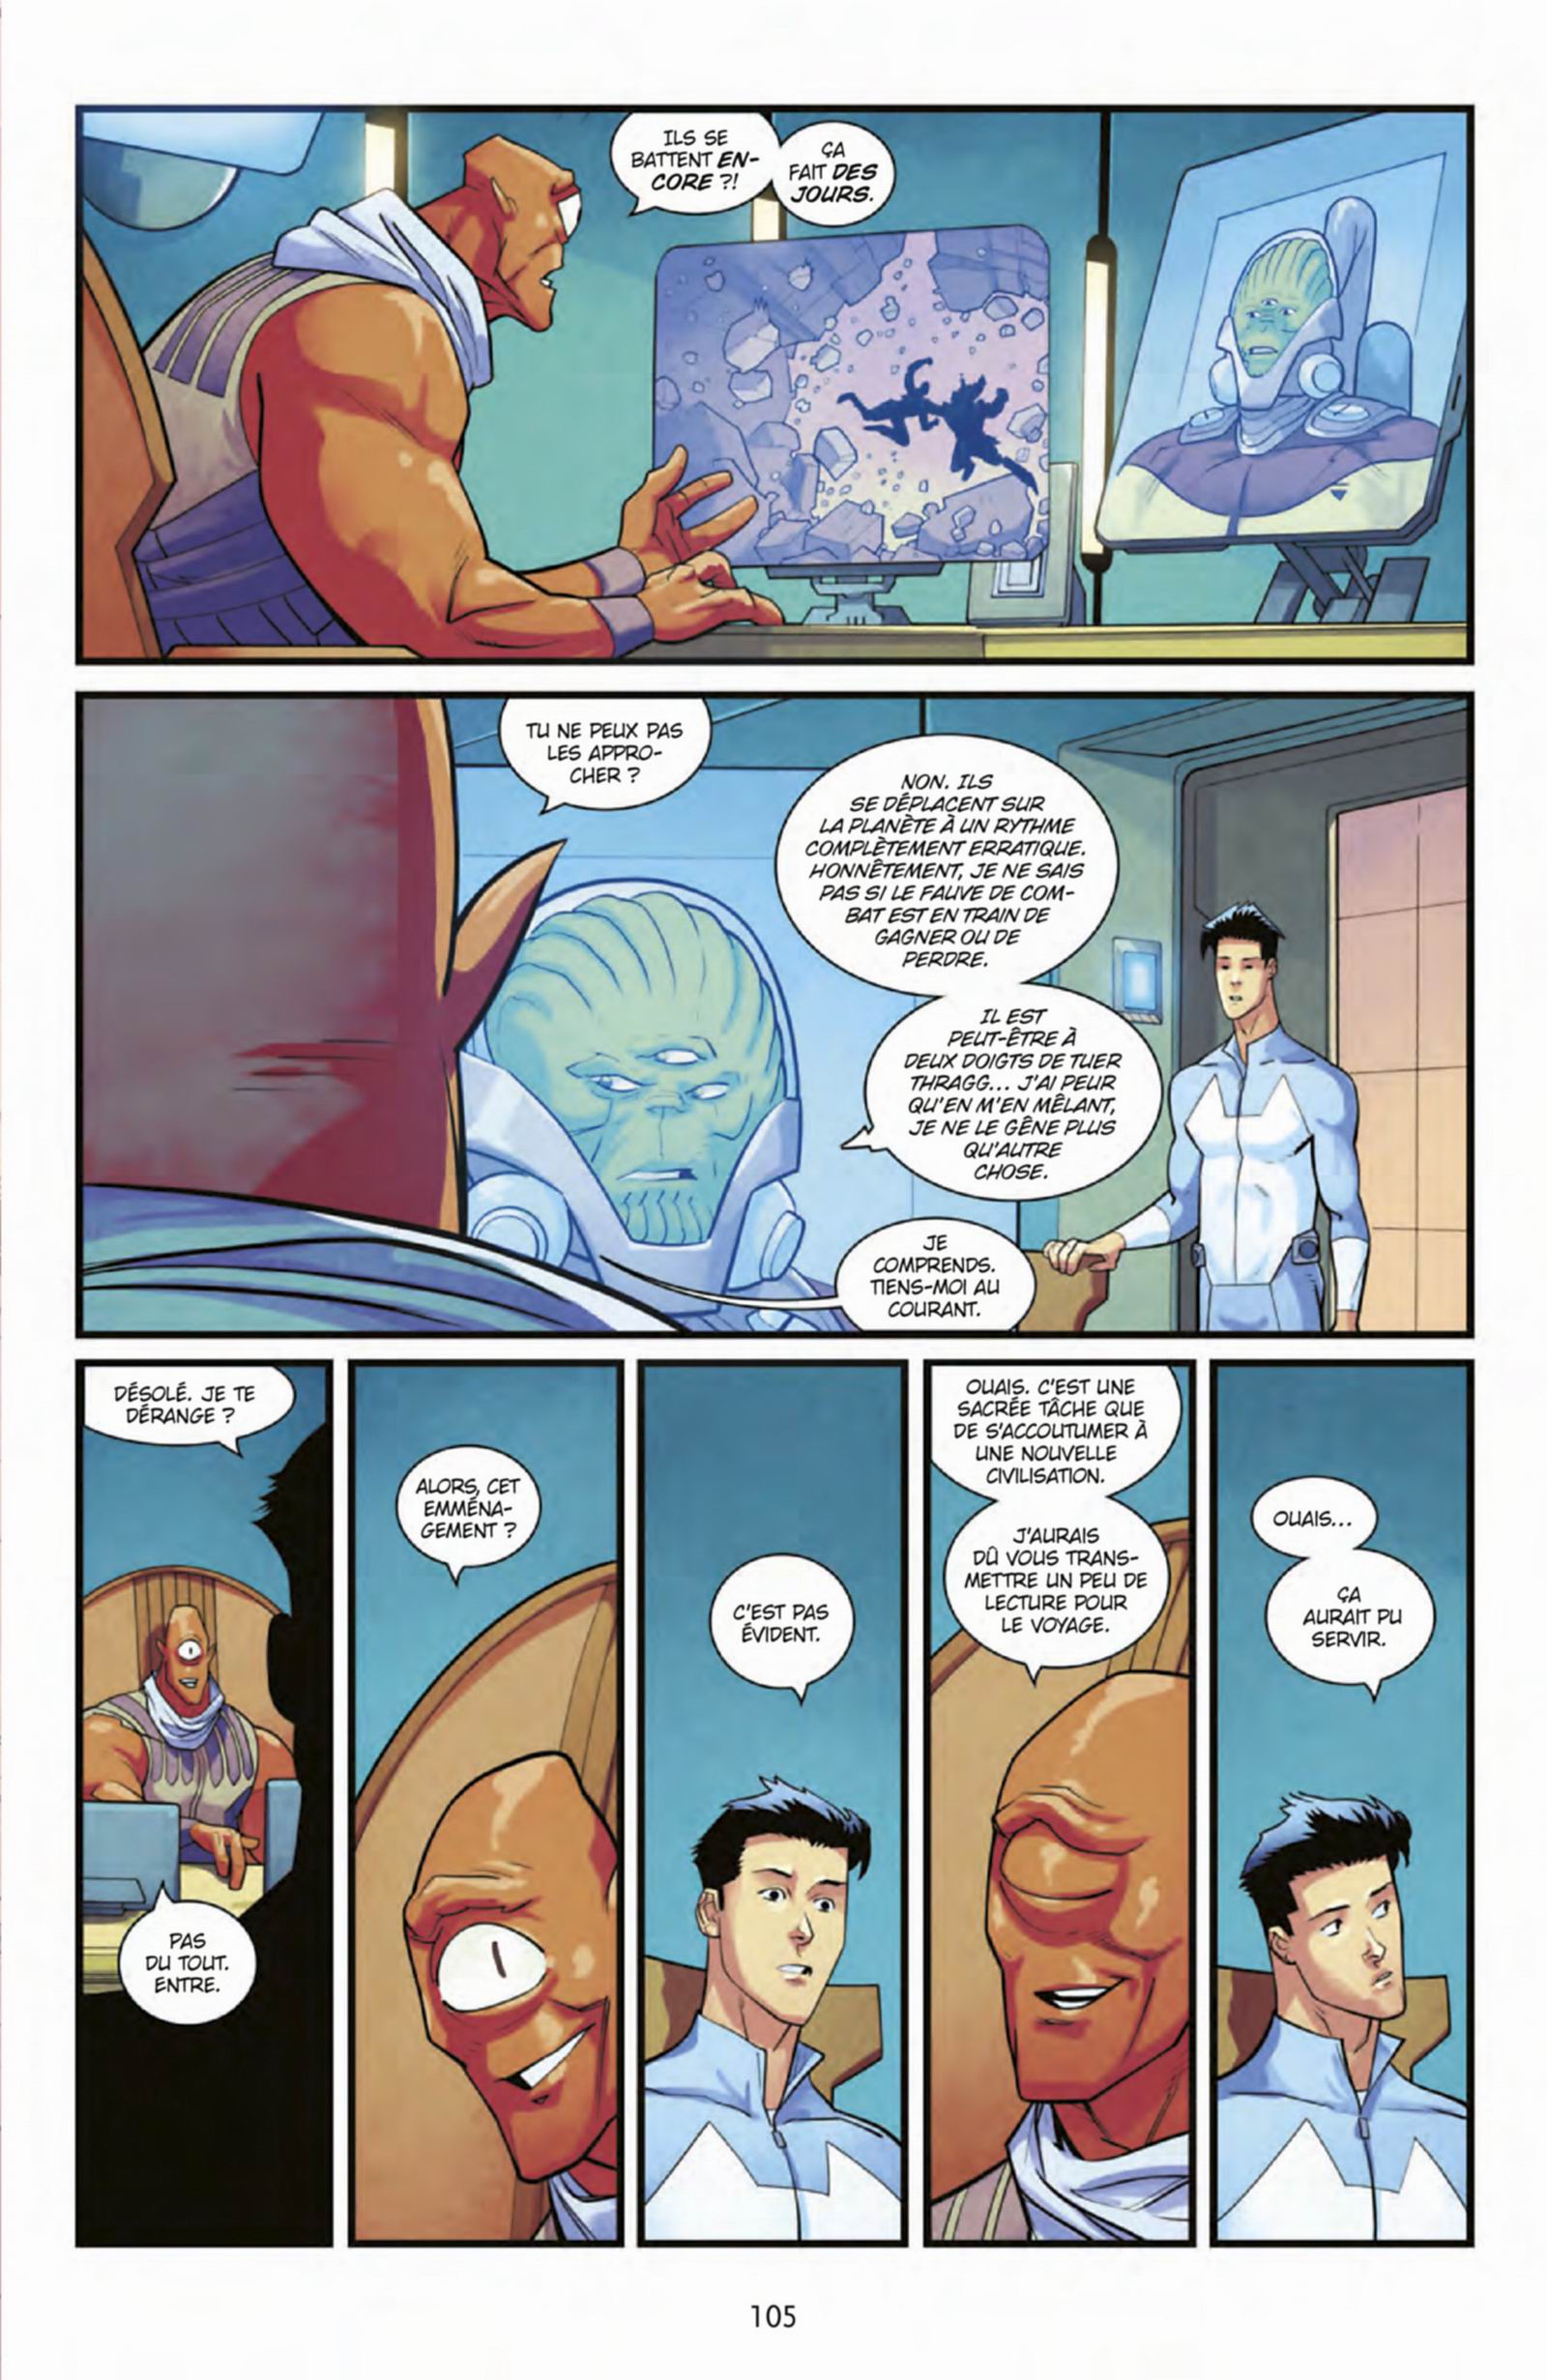 ILS SE
BATTENT EN-
CORE ?!
ÇA
FAIT DES
JOURS.
TU NE PEUX PAS
LES APPRO-
CHER ?
NON. ILS
SE DÉPLACENT SUR
LA PLANÈTE À UN RYTHME
COMPLÈTEMENT ERRATIQUE.
HONNÊTEMENT, JE NE SAIS
PAS SI LE FAUVE DE COM-
BAT EST EN TRAIN DE
GAGNER OU DE
PERDRE.
IL EST
PEUT-ÊTRE À
DEUX DOIGTS DE TUER
THRAGG... J'AI PEUR
QU'EN M'EN MÊLANT,
JE NE LE GÊNE PLUS
QU'AUTRE
CHOSE.
JE
COMPRENDS.
TIENS-MOI AU
COURANT.
DÉSOLÉ. JE TE
DÉRANGE ?
PAS
DU TOUT.
ENTRE.
ALORS, CET
EMMÉNA-
GEMENT ?
C'EST PAS
ÉVIDENT.
OUAIS. C'EST UNE
SACRÉE TÂCHE QUE
DE S'ACCOUTUMER À
UNE NOUVELLE
CIVILISATION.
J'AURAIS
DÛ VOUS TRANS-
METTRE UN PEU DE
LECTURE POUR
LE VOYAGE.
OUAIS...
ÇA
AURAIT PU
SERVIR.
105